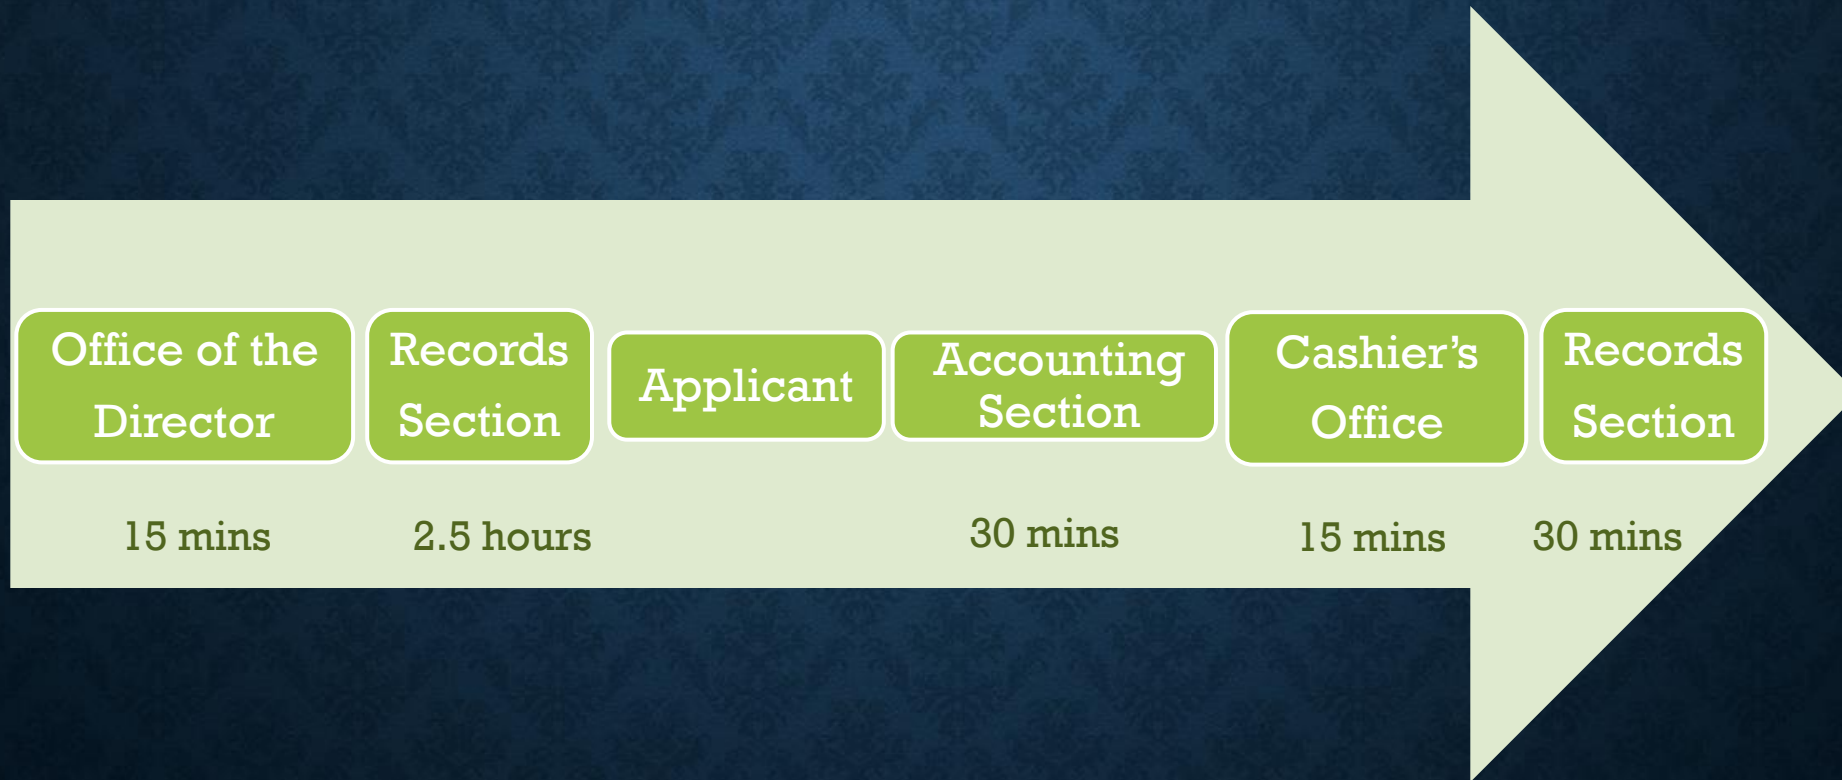 Office of the
Director
Records
Section
Applicant
Accounting
Section
Cashier’s
Office
Records
Section
15 mins
2.5 hours
30 mins
15 mins
30 mins